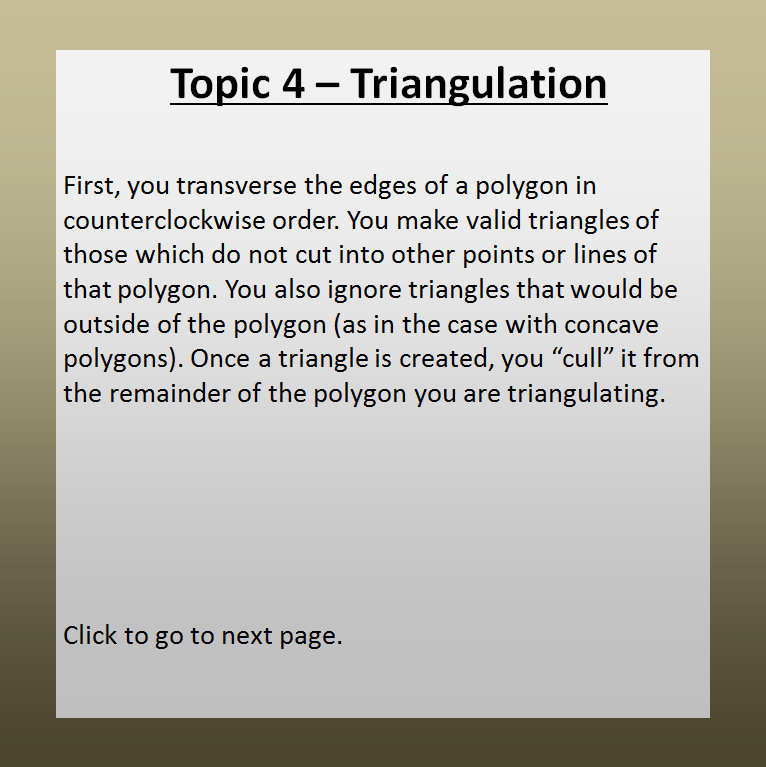 Topic 4 – Triangulation
First, you transverse the edges of a polygon in
counterclockwise order. You make valid triangles of
those which do not cut into other points or lines of
that polygon. You also ignore triangles that would be
outside of the polygon (as in the case with concave
polygons). Once a triangle is created, you “cull” it from
the remainder of the polygon you are triangulating.
Click to go to next page.